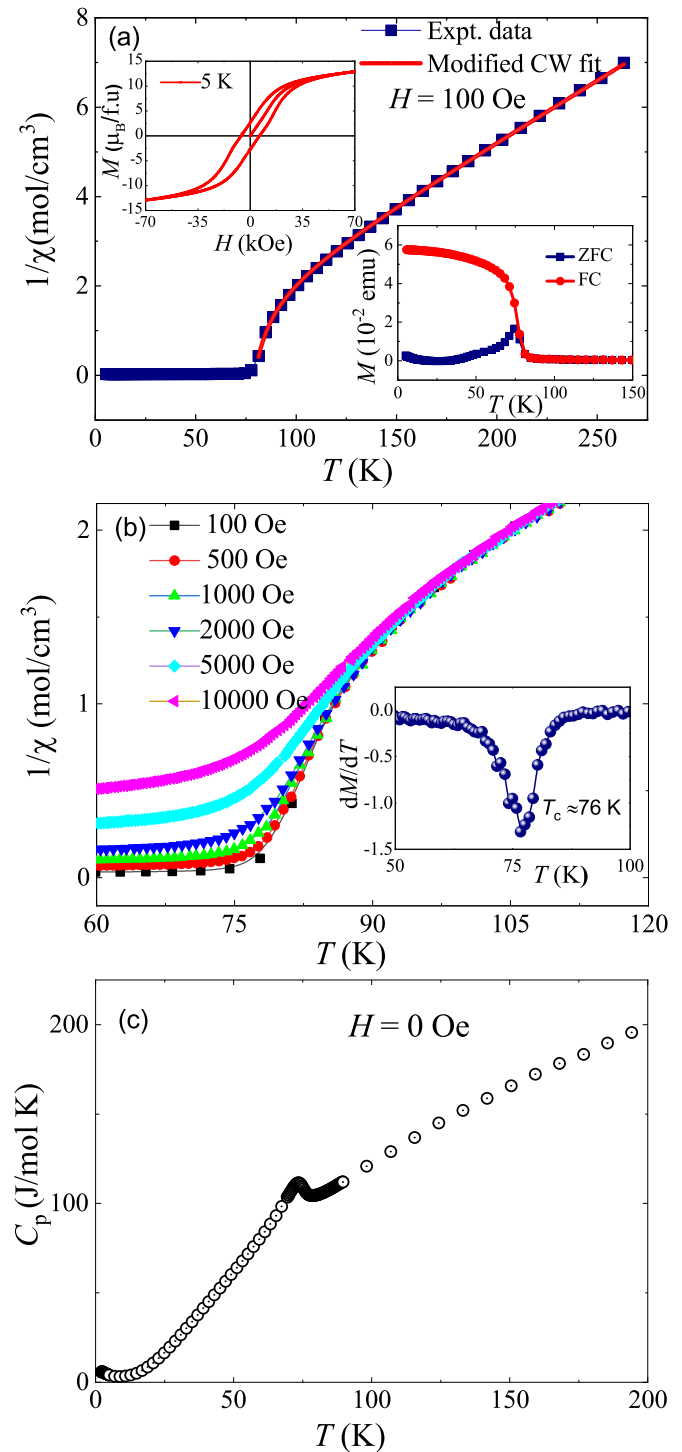 (a)
Expt. data
Modified CW fit
H = 100 Oe
1/χ(mol/cm³)
8
6
4
2
0
0 50 100 150 200 250
T (K)
5 K
M (μB/f.u)
15
10
5
0
-5
-10
-15
-70 -35 0 35 70
H (kOe)
ZFC
FC
M (10⁻² emu)
6
4
2
0
0 50 100 150
T (K)
(b)
100 Oe
500 Oe
1000 Oe
2000 Oe
5000 Oe
10000 Oe
1/χ (mol/cm³)
2
1
0
60 75 90 105 120
T (K)
dM/dT
0.0
-0.5
-1.0
-1.5
Tc ≈76 K
50 75 100
T (K)
(c)
H = 0 Oe
Cp (J/mol K)
200
100
0
0 50 100 150 200
T (K)